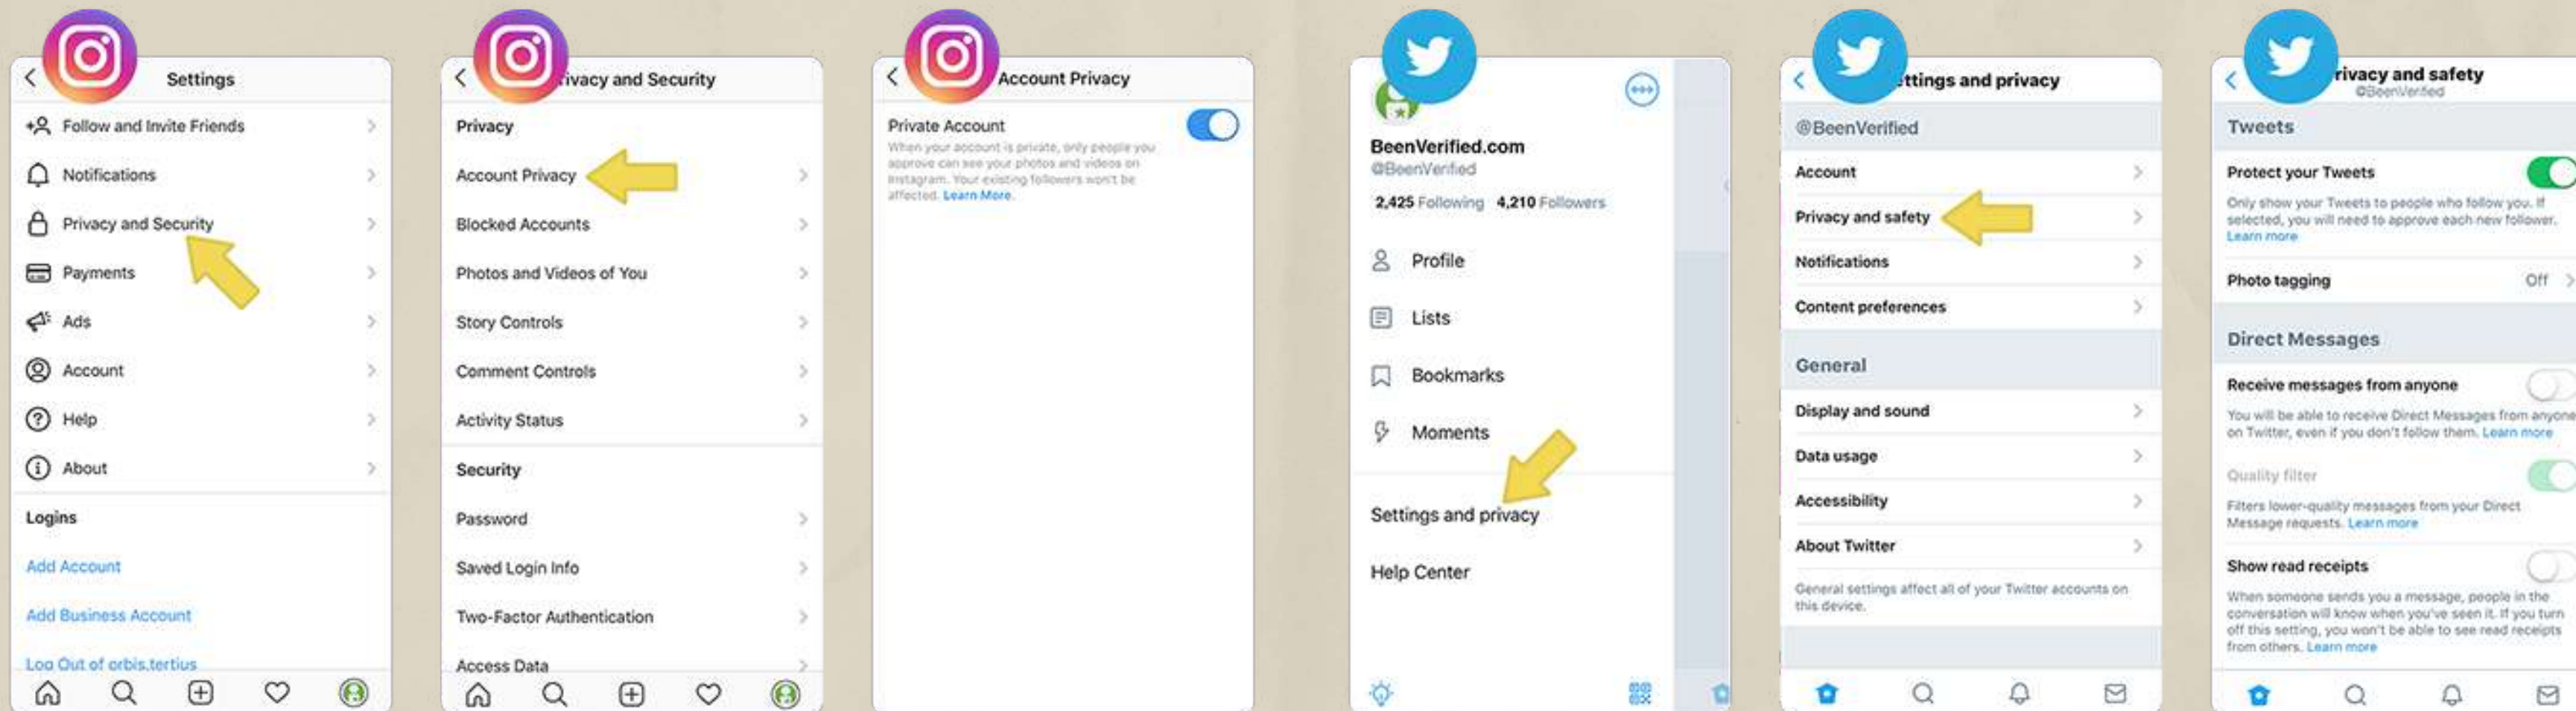 Settings
Follow and Invite Friends
Notifications
Privacy and Security
Payments
Ads
Account
Help
About
Logins
Add Account
Add Business Account
Log Out of orbis.tertius
ivacy and Security
Privacy
Account Privacy
Blocked Accounts
Photos and Videos of You
Story Controls
Comment Controls
Activity Status
Security
Password
Saved Login Info
Two-Factor Authentication
Access Data
Account Privacy
Private Account
When your account is private, only people you
approve can see your photos and videos on
Instagram. Your existing followers won't be
affected. Learn More.
BeenVerified.com
@BeenVerified
2,425 Following 4,210 Followers
Profile
Lists
Bookmarks
Moments
Settings and privacy
Help Center
ttings and privacy
@BeenVerified
Account
Privacy and safety
Notifications
Content preferences
General
Display and sound
Data usage
Accessibility
About Twitter
General settings affect all of your Twitter accounts on
this device.
rivacy and safety
@BeenVerified
Tweets
Protect your Tweets
Only show your Tweets to people who follow you. If
selected, you will need to approve each new follower.
Learn more
Photo tagging Off
Direct Messages
Receive messages from anyone
You will be able to receive Direct Messages from anyone
on Twitter, even if you don't follow them. Learn more
Quality filter
Filters lower-quality messages from your Direct
Message requests. Learn more
Show read receipts
When someone sends you a message, people in the
conversation will know when you've seen it. If you turn
off this setting, you won't be able to see read receipts
from others. Learn more